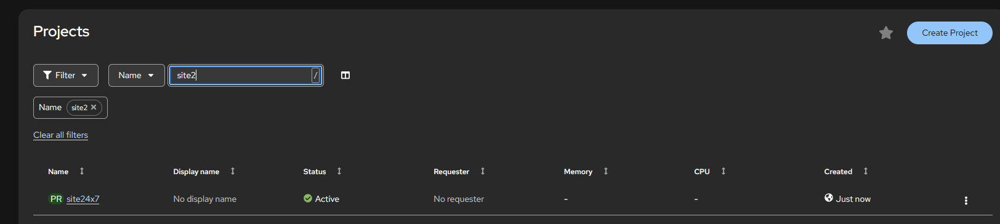 Projects
Create Project
Filter Name site2 /
Name site2
Clear all filters
Name Display name Status Requester Memory CPU Created
PR site24x7 No display name Active No requester - - Just now